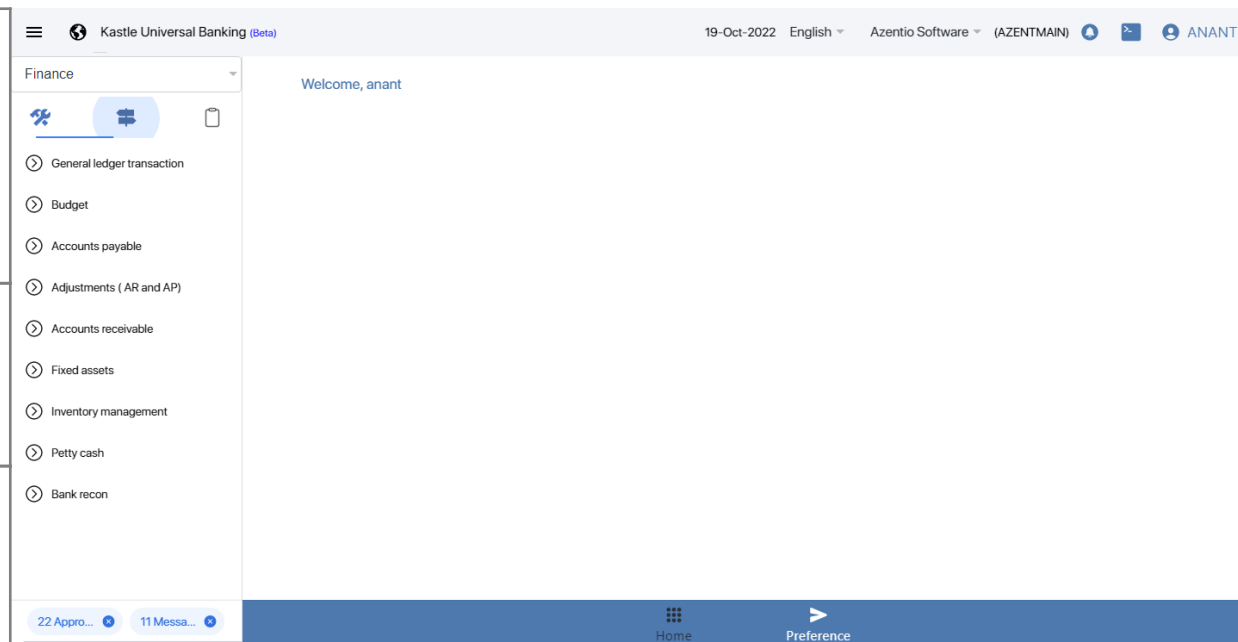 Kastle Universal Banking (Beta) 19-Oct-2022 English Azentio Software (AZENTMAIN) ANANT
Finance
Welcome, anant
General ledger transaction
Budget
Accounts payable
Adjustments ( AR and AP)
Accounts receivable
Fixed assets
Inventory management
Petty cash
Bank recon
22 Appro... 11 Messa...
Home Preference